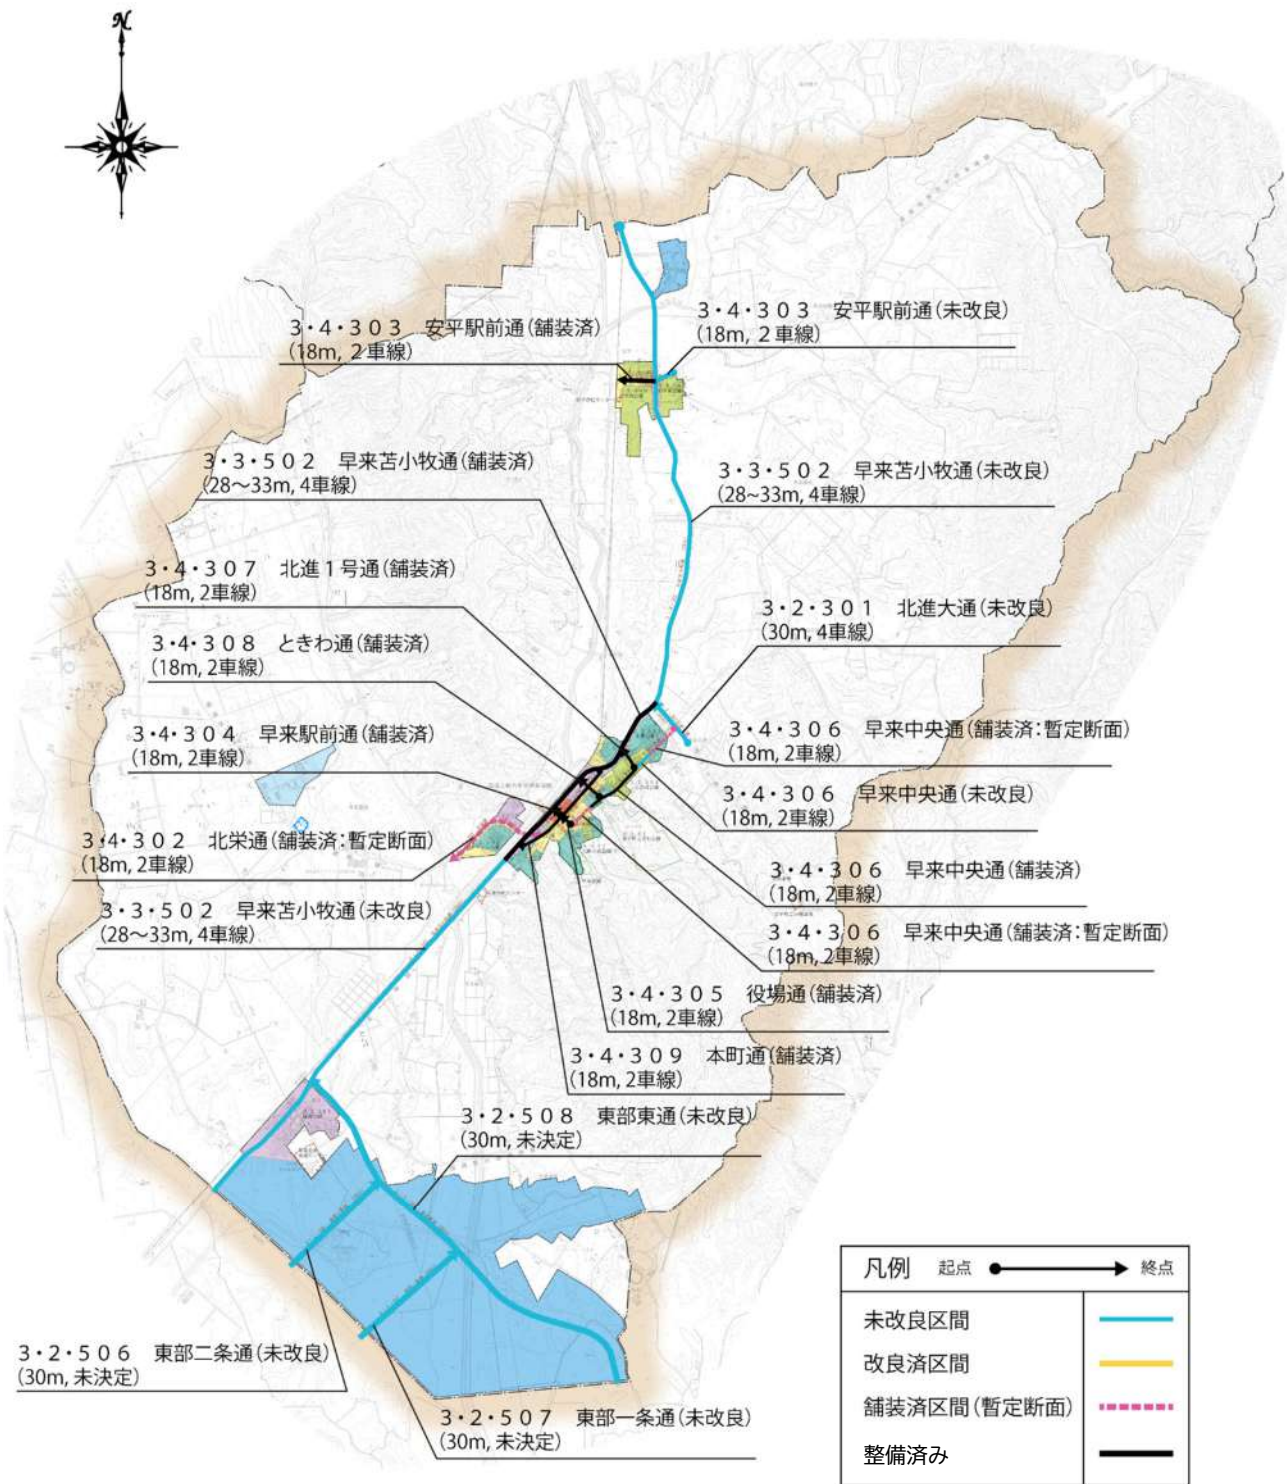 N
3・4・303 安平駅前通(舗装済)
(18m, 2車線)
3・4・303 安平駅前通(未改良)
(18m, 2車線)
3・3・502 早来苫小牧通(舗装済)
(28〜33m, 4車線)
3・3・502 早来苫小牧通(未改良)
(28〜33m, 4車線)
3・4・307 北進1号通(舗装済)
(18m, 2車線)
3・2・301 北進大通(未改良)
(30m, 4車線)
3・4・308 ときわ通(舗装済)
(18m, 2車線)
3・4・304 早来駅前通(舗装済)
(18m, 2車線)
3・4・306 早来中央通(舗装済:暫定断面)
(18m, 2車線)
3・4・306 早来中央通(未改良)
(18m, 2車線)
3・4・302 北栄通(舗装済:暫定断面)
(18m, 2車線)
3・4・306 早来中央通(舗装済)
(18m, 2車線)
3・3・502 早来苫小牧通(未改良)
(28〜33m, 4車線)
3・4・306 早来中央通(舗装済:暫定断面)
(18m, 2車線)
3・4・305 役場通(舗装済)
(18m, 2車線)
3・4・309 本町通(舗装済)
(18m, 2車線)
3・2・508 東部東通(未改良)
(30m, 未決定)
3・2・506 東部二条通(未改良)
(30m, 未決定)
3・2・507 東部一条通(未改良)
(30m, 未決定)
凡例 起点 終点
未改良区間
改良済区間
舗装済区間(暫定断面)
整備済み